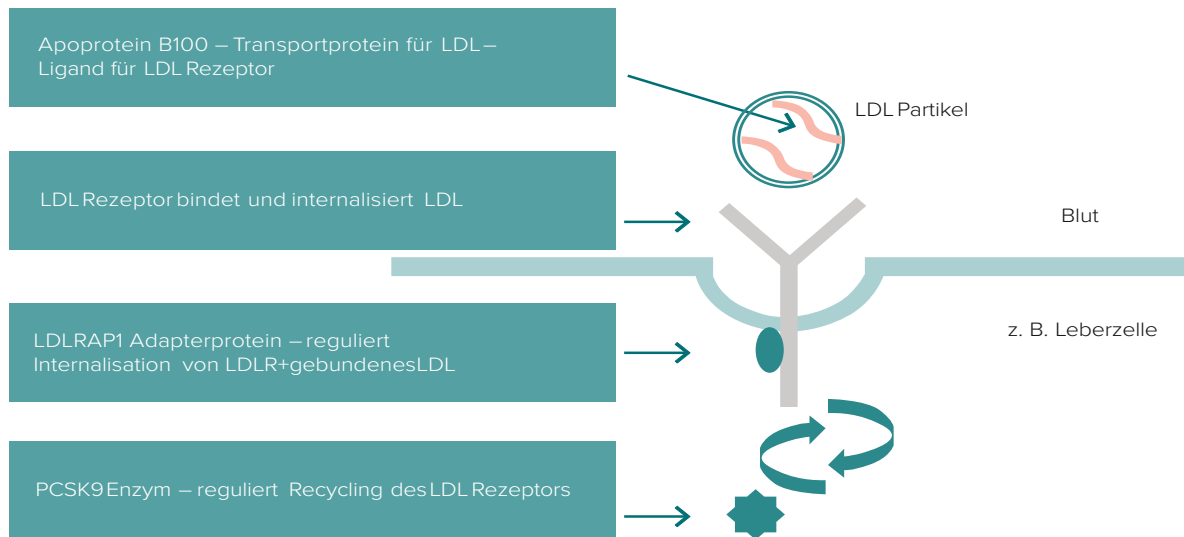 Apoprotein B100 – Transportprotein für LDL –
Ligand für LDL Rezeptor
LDL Partikel
LDL Rezeptor bindet und internalisiert LDL
Blut
LDLRAP1 Adapterprotein – reguliert
Internalisation von LDLR+gebundenesLDL
z. B. Leberzelle
PCSK9 Enzym – reguliert Recycling des LDL Rezeptors